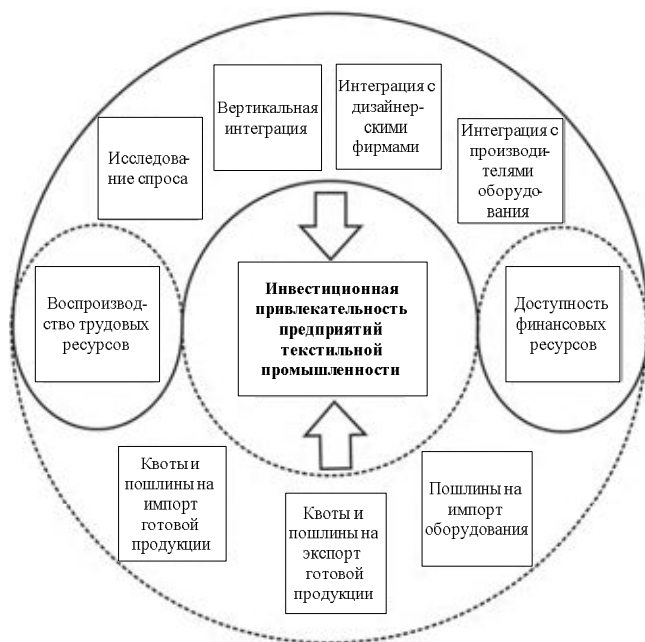 Интеграция с
дизайнер-
скими
фирмами
Вертикальная
интеграция
Интеграция с
производи-
телями
оборудо-
вания
Исследова-
ние спроса
Воспроизвод-
ство трудовых
ресурсов
Инвестиционная
привлекательность
предприятий
текстильной
промышленности
Доступность
финансовых
ресурсов
Квоты и
пошлины на
импорт
готовой
продукции
Квоты и
пошлины на
экспорт
готовой
продукции
Пошлины на
импорт
оборудования